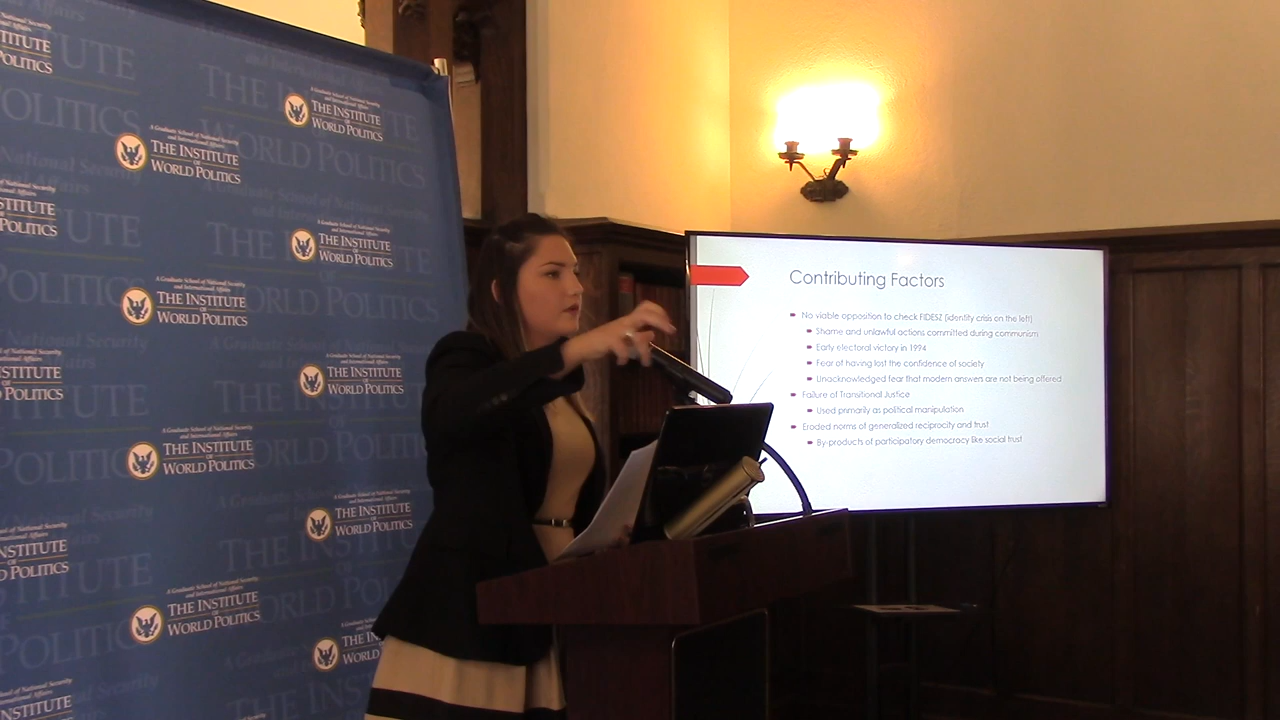 A Graduate School of National Security
and International Affairs
THE INSTITUTE
OF
WORLD POLITICS
Contributing Factors
No viable opposition to check FIDESZ (identity crisis on the left)
Shame and unlawful actions committed during communism
Early electoral victory in 1994
Fear of having lost the confidence of society
Unacknowledged fear that modern answer are not being offered
Failure of Transitional Justice
Used primarily as political manipulation
Eroded norms of generalized reciprocity and trust
By-products of participatory democracy like social trust